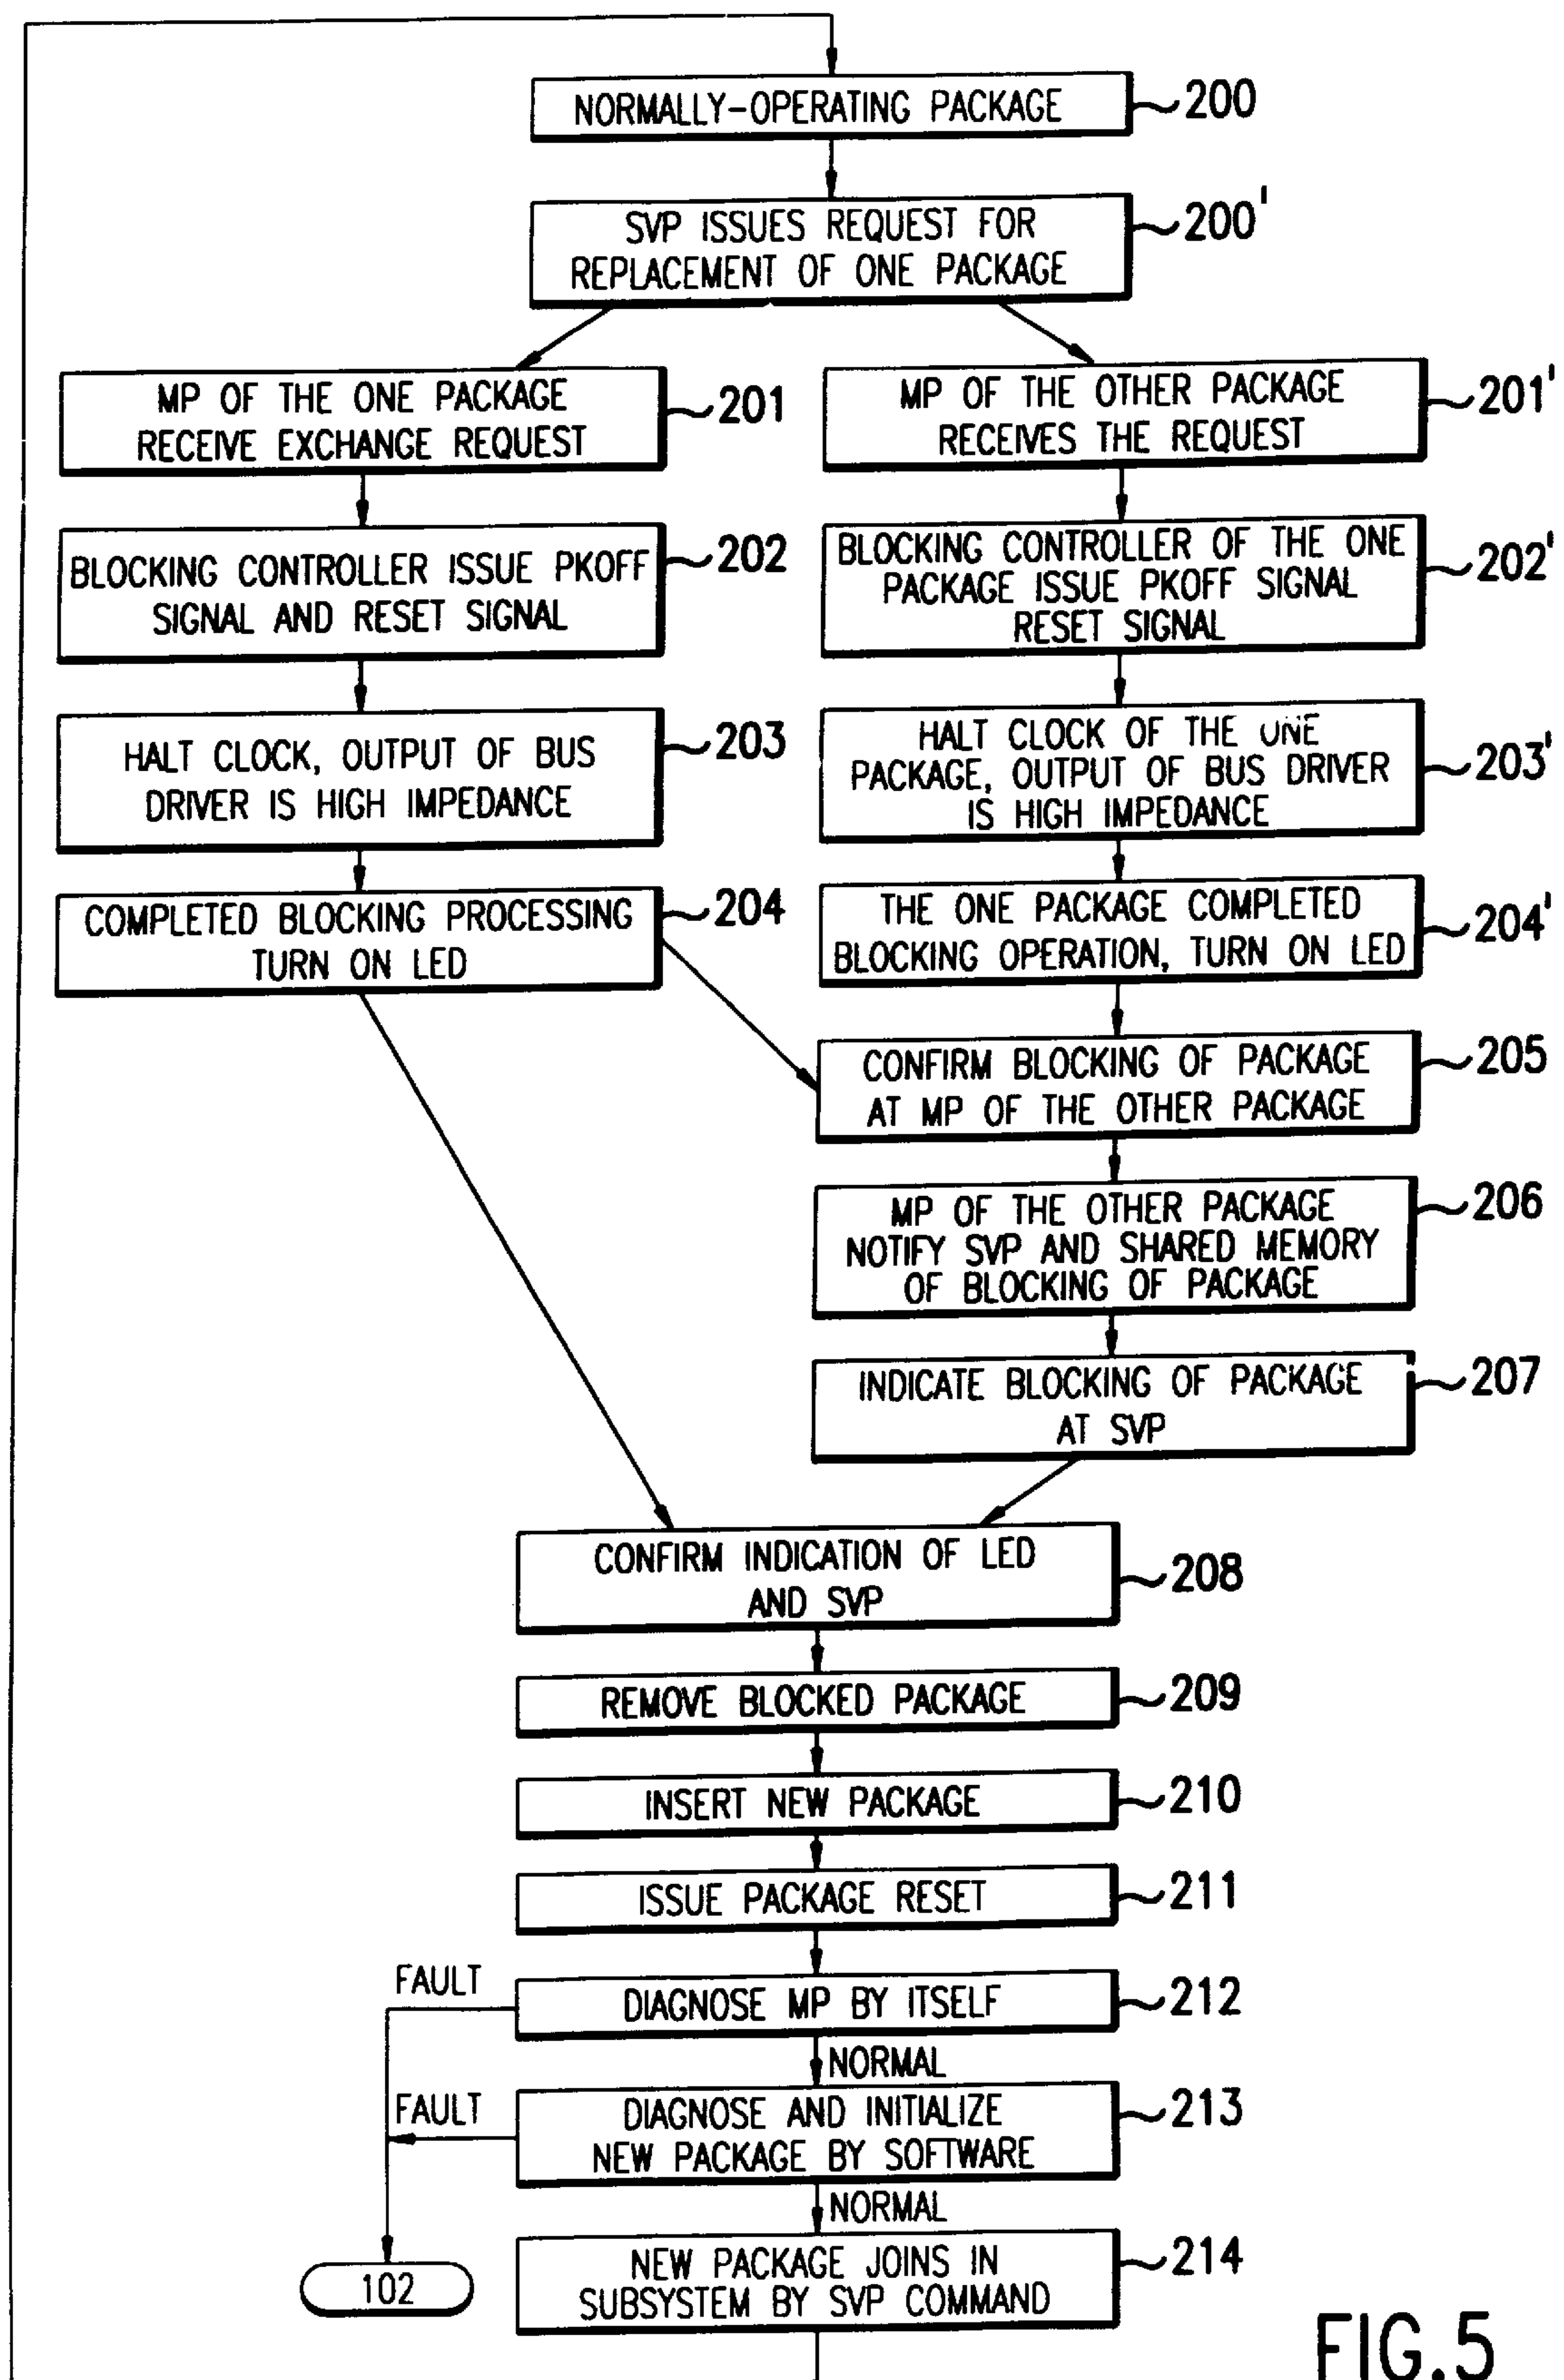 NORMALLY-OPERATING PACKAGE
200
SVP ISSUES REQUEST FOR
REPLACEMENT OF ONE PACKAGE
200'
MP OF THE ONE PACKAGE
RECEIVE EXCHANGE REQUEST
201
MP OF THE OTHER PACKAGE
RECEIVES THE REQUEST
201'
BLOCKING CONTROLLER ISSUE PKOFF
SIGNAL AND RESET SIGNAL
202
BLOCKING CONTROLLER OF THE ONE
PACKAGE ISSUE PKOFF SIGNAL
RESET SIGNAL
202'
HALT CLOCK, OUTPUT OF BUS
DRIVER IS HIGH IMPEDANCE
203
HALT CLOCK OF THE ONE
PACKAGE, OUTPUT OF BUS DRIVER
IS HIGH IMPEDANCE
203'
COMPLETED BLOCKING PROCESSING
TURN ON LED
204
THE ONE PACKAGE COMPLETED
BLOCKING OPERATION, TURN ON LED
204'
CONFIRM BLOCKING OF PACKAGE
AT MP OF THE OTHER PACKAGE
205
MP OF THE OTHER PACKAGE
NOTIFY SVP AND SHARED MEMORY
OF BLOCKING OF PACKAGE
206
INDICATE BLOCKING OF PACKAGE
AT SVP
207
CONFIRM INDICATION OF LED
AND SVP
208
REMOVE BLOCKED PACKAGE
209
INSERT NEW PACKAGE
210
ISSUE PACKAGE RESET
211
FAULT
DIAGNOSE MP BY ITSELF
212
NORMAL
FAULT
DIAGNOSE AND INITIALIZE
NEW PACKAGE BY SOFTWARE
213
NORMAL
102
NEW PACKAGE JOINS IN
SUBSYSTEM BY SVP COMMAND
214
FIG.5